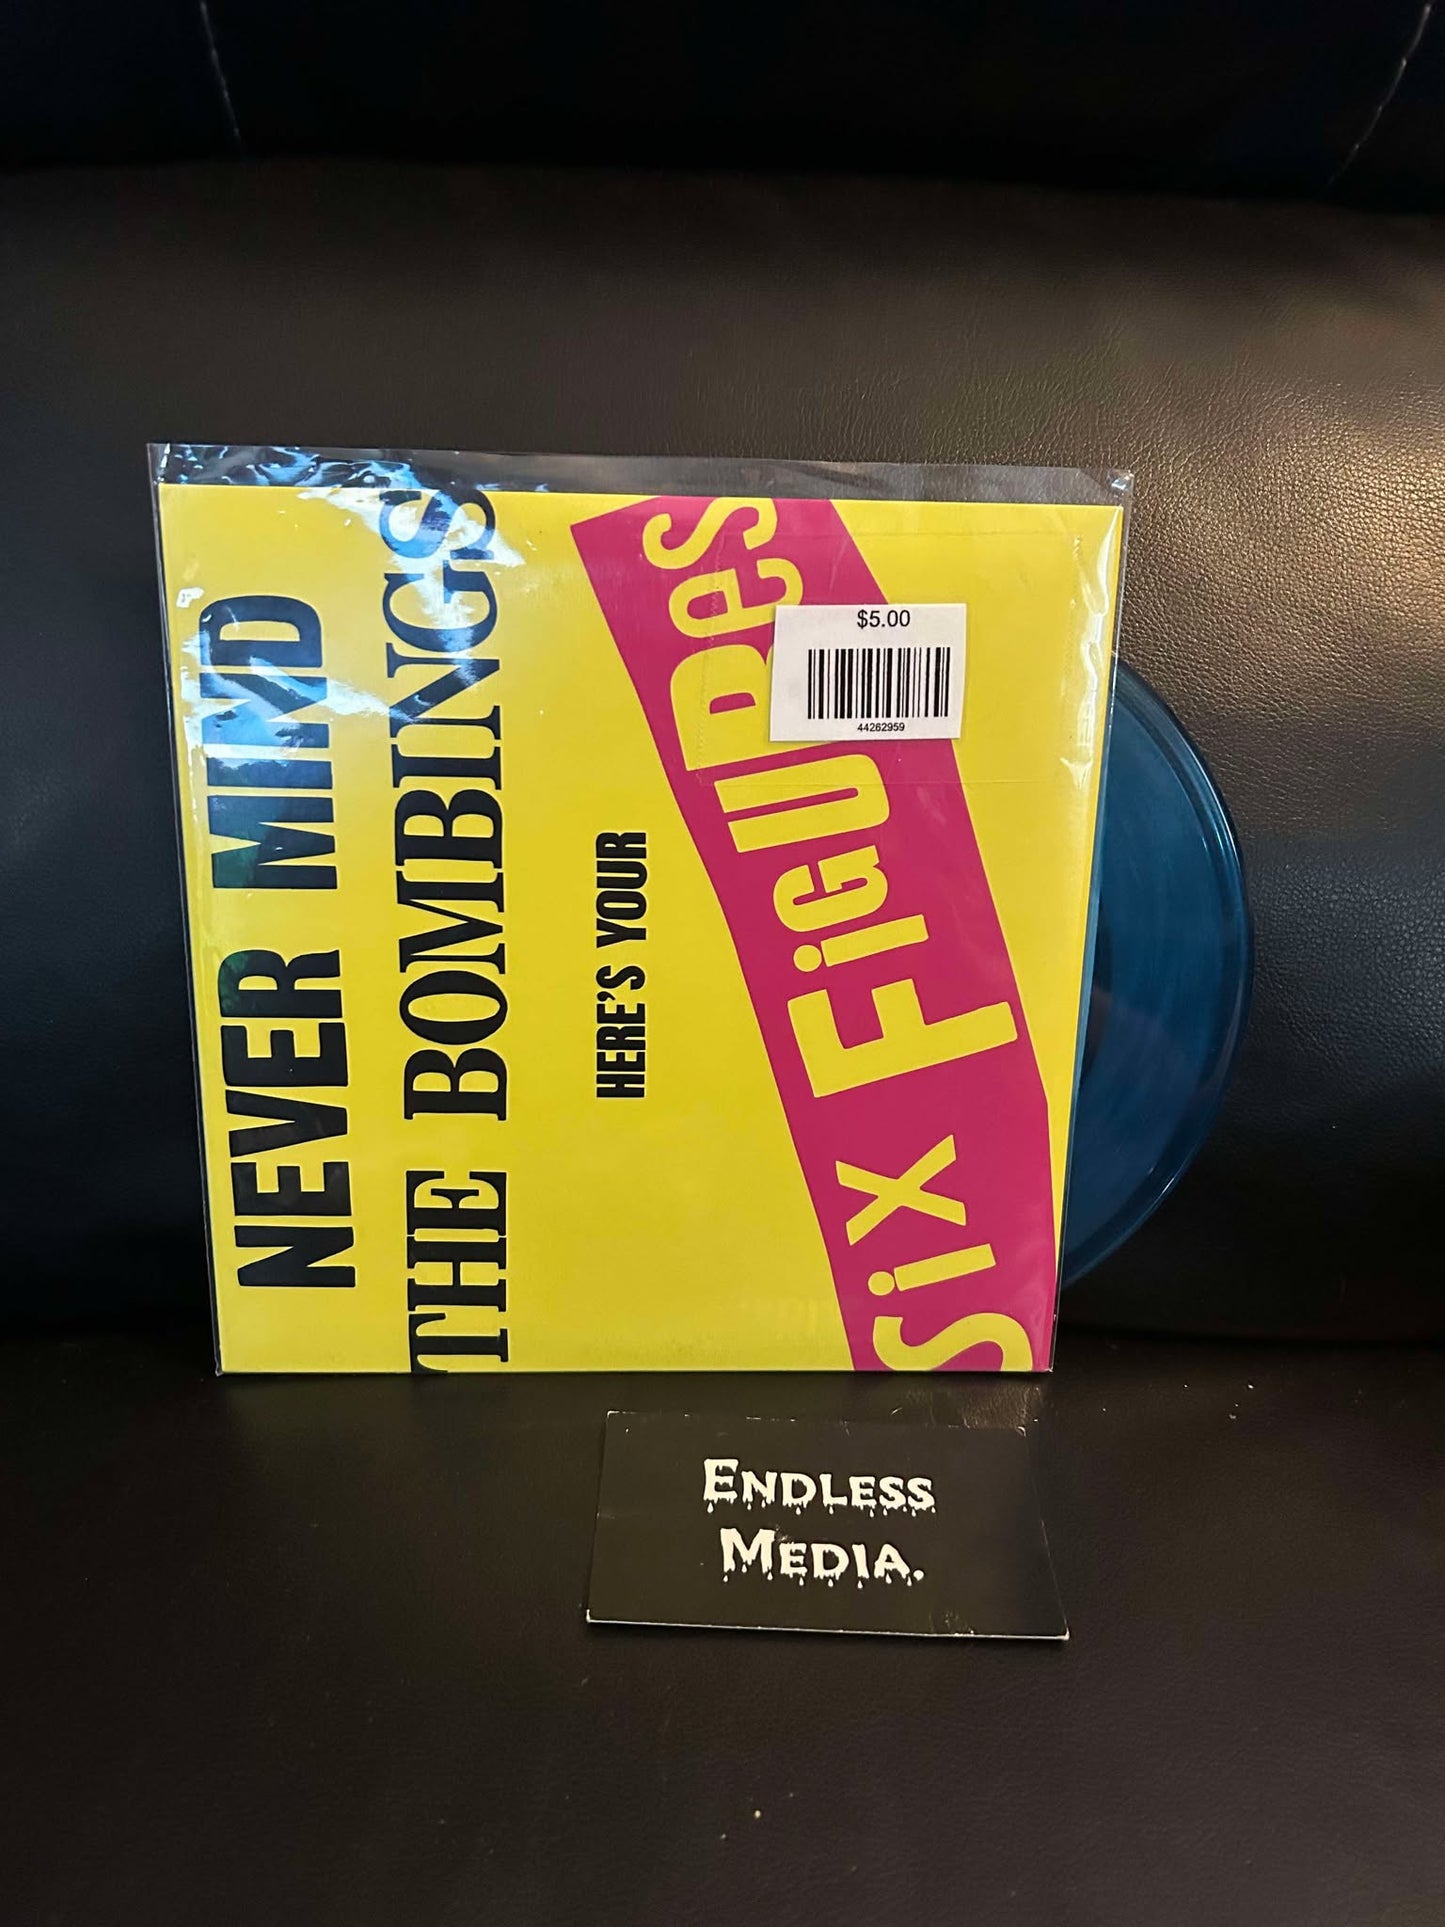 NEVER MIND
THE BOMBINGS
HERE'S YOUR
Six FiGURes
$5.00
44262959
ENDLESS
MEDIA.